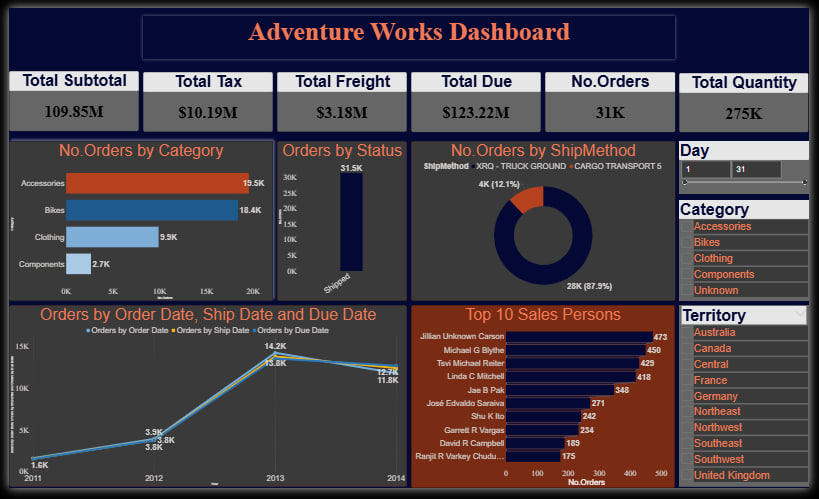 Adventure Works Dashboard
Total Subtotal
109.85M
Total Tax
$10.19M
Total Freight
$3.18M
Total Due
$123.22M
No.Orders
31K
Total Quantity
275K
No.Orders by Category
Accessories 19.5K
Bikes 18.4K
Clothing 9.9K
Components 2.7K
0K 5K 10K 15K 20K
Orders by Status
31.5K
30K
25K
20K
15K
10K
5K
0K
Shipped
No.Orders by ShipMethod
ShipMethod XRQ - TRUCK GROUND CARGO TRANSPORT 5
4K (12.1%)
28K (87.9%)
Day
1 31
Category
Accessories
Bikes
Clothing
Components
Unknown
Orders by Order Date, Ship Date and Due Date
Orders by Order Date Orders by Ship Date Orders by Due Date
15K
10K
5K
0K
1.6K
3.9K
3.8K
3.8K
14.2K
13.8K
12.7K
11.8K
2011 2012 2013 2014
Top 10 Sales Persons
Jillian Unknown Carson 473
Michael G Blythe 450
Tsvi Michael Reiter 429
Linda C Mitchell 418
Jae B Pak 348
José Edvaldo Saraiva 271
Shu K Ito 242
Garrett R Vargas 234
David R Campbell 189
Ranjit R Varkey Chudu... 175
0 100 200 300 400 500
No.Orders
Territory
Australia
Canada
Central
France
Germany
Northeast
Northwest
Southeast
Southwest
United Kingdom